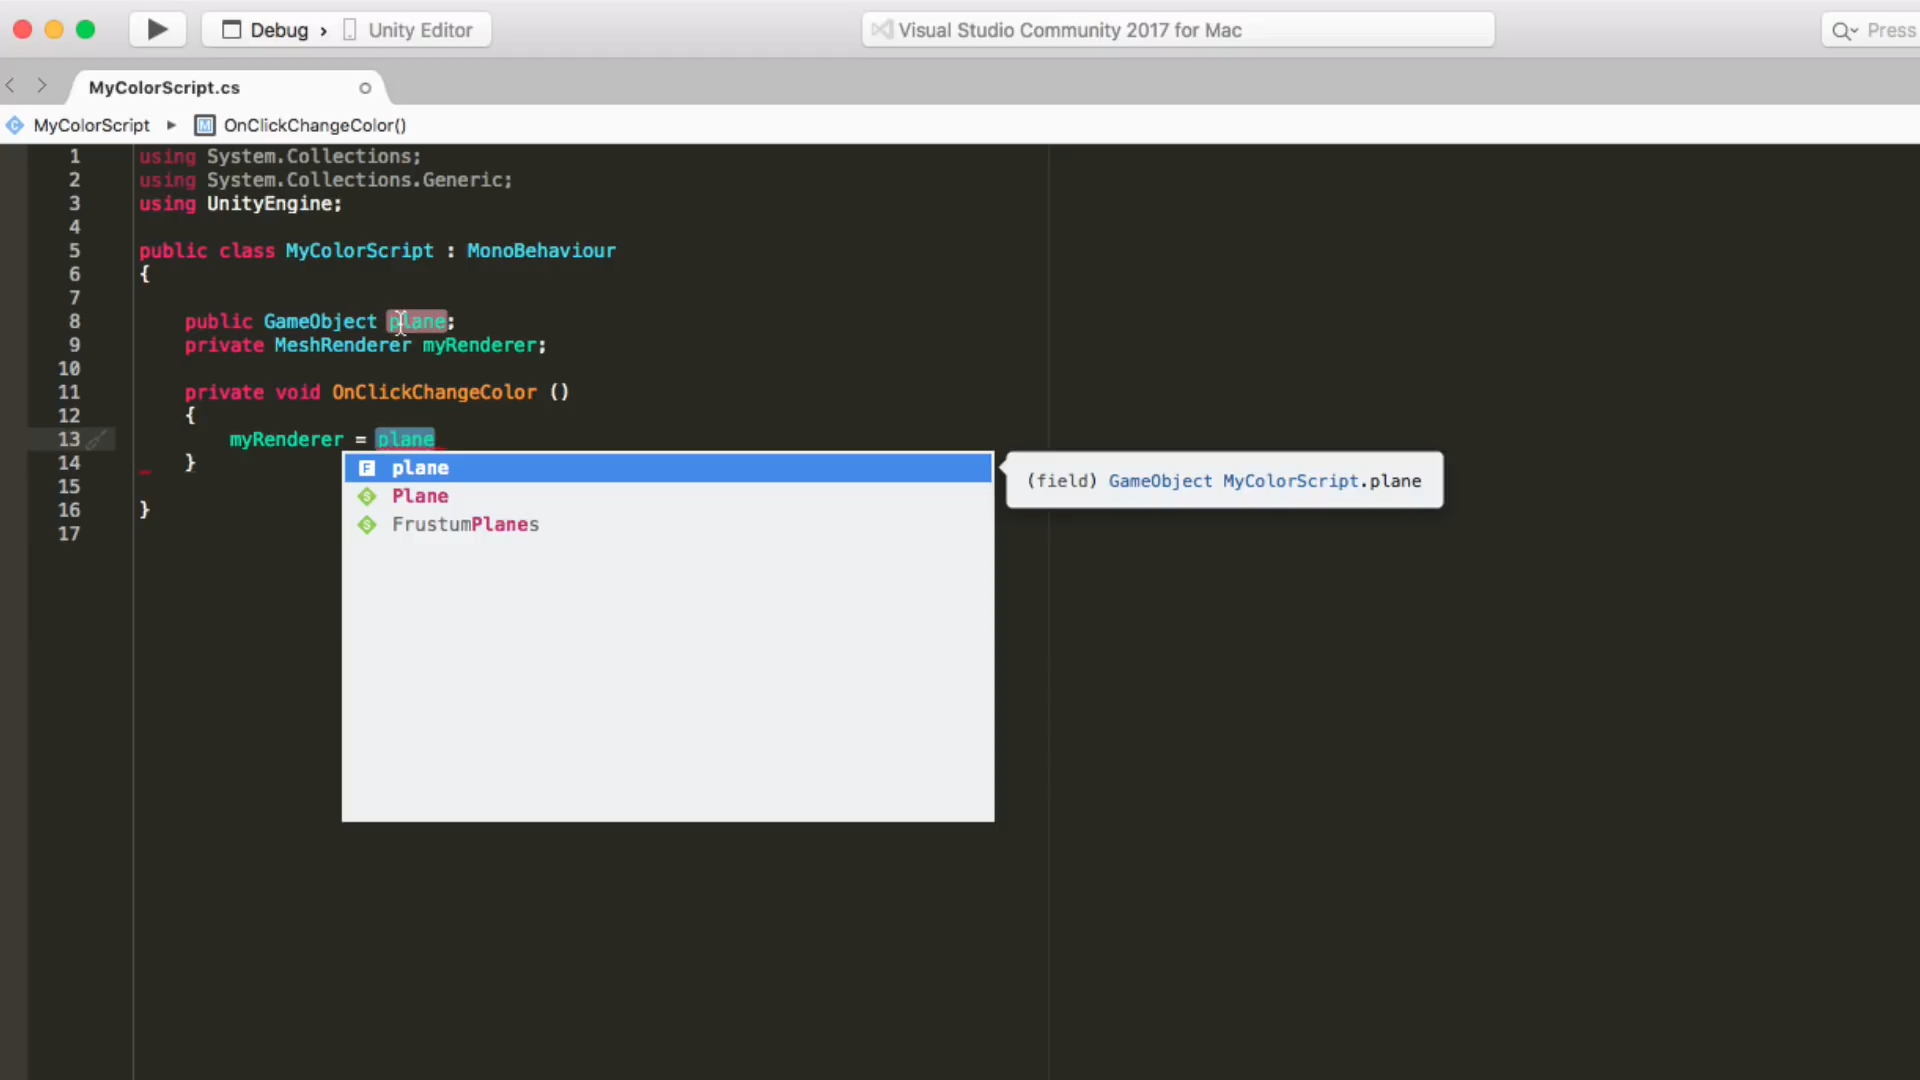 Debug › Unity Editor
Visual Studio Community 2017 for Mac
Press
MyColorScript.cs
MyColorScript ▸ OnClickChangeColor()
1 using System.Collections;
2 using System.Collections.Generic;
3 using UnityEngine;
4
5 public class MyColorScript : MonoBehaviour
6 {
7
8 public GameObject plane;
9 private MeshRenderer myRenderer;
10
11 private void OnClickChangeColor ()
12 {
13 myRenderer = plane
14 }
15
16 }
17
F plane
S Plane
S FrustumPlanes
(field) GameObject MyColorScript.plane